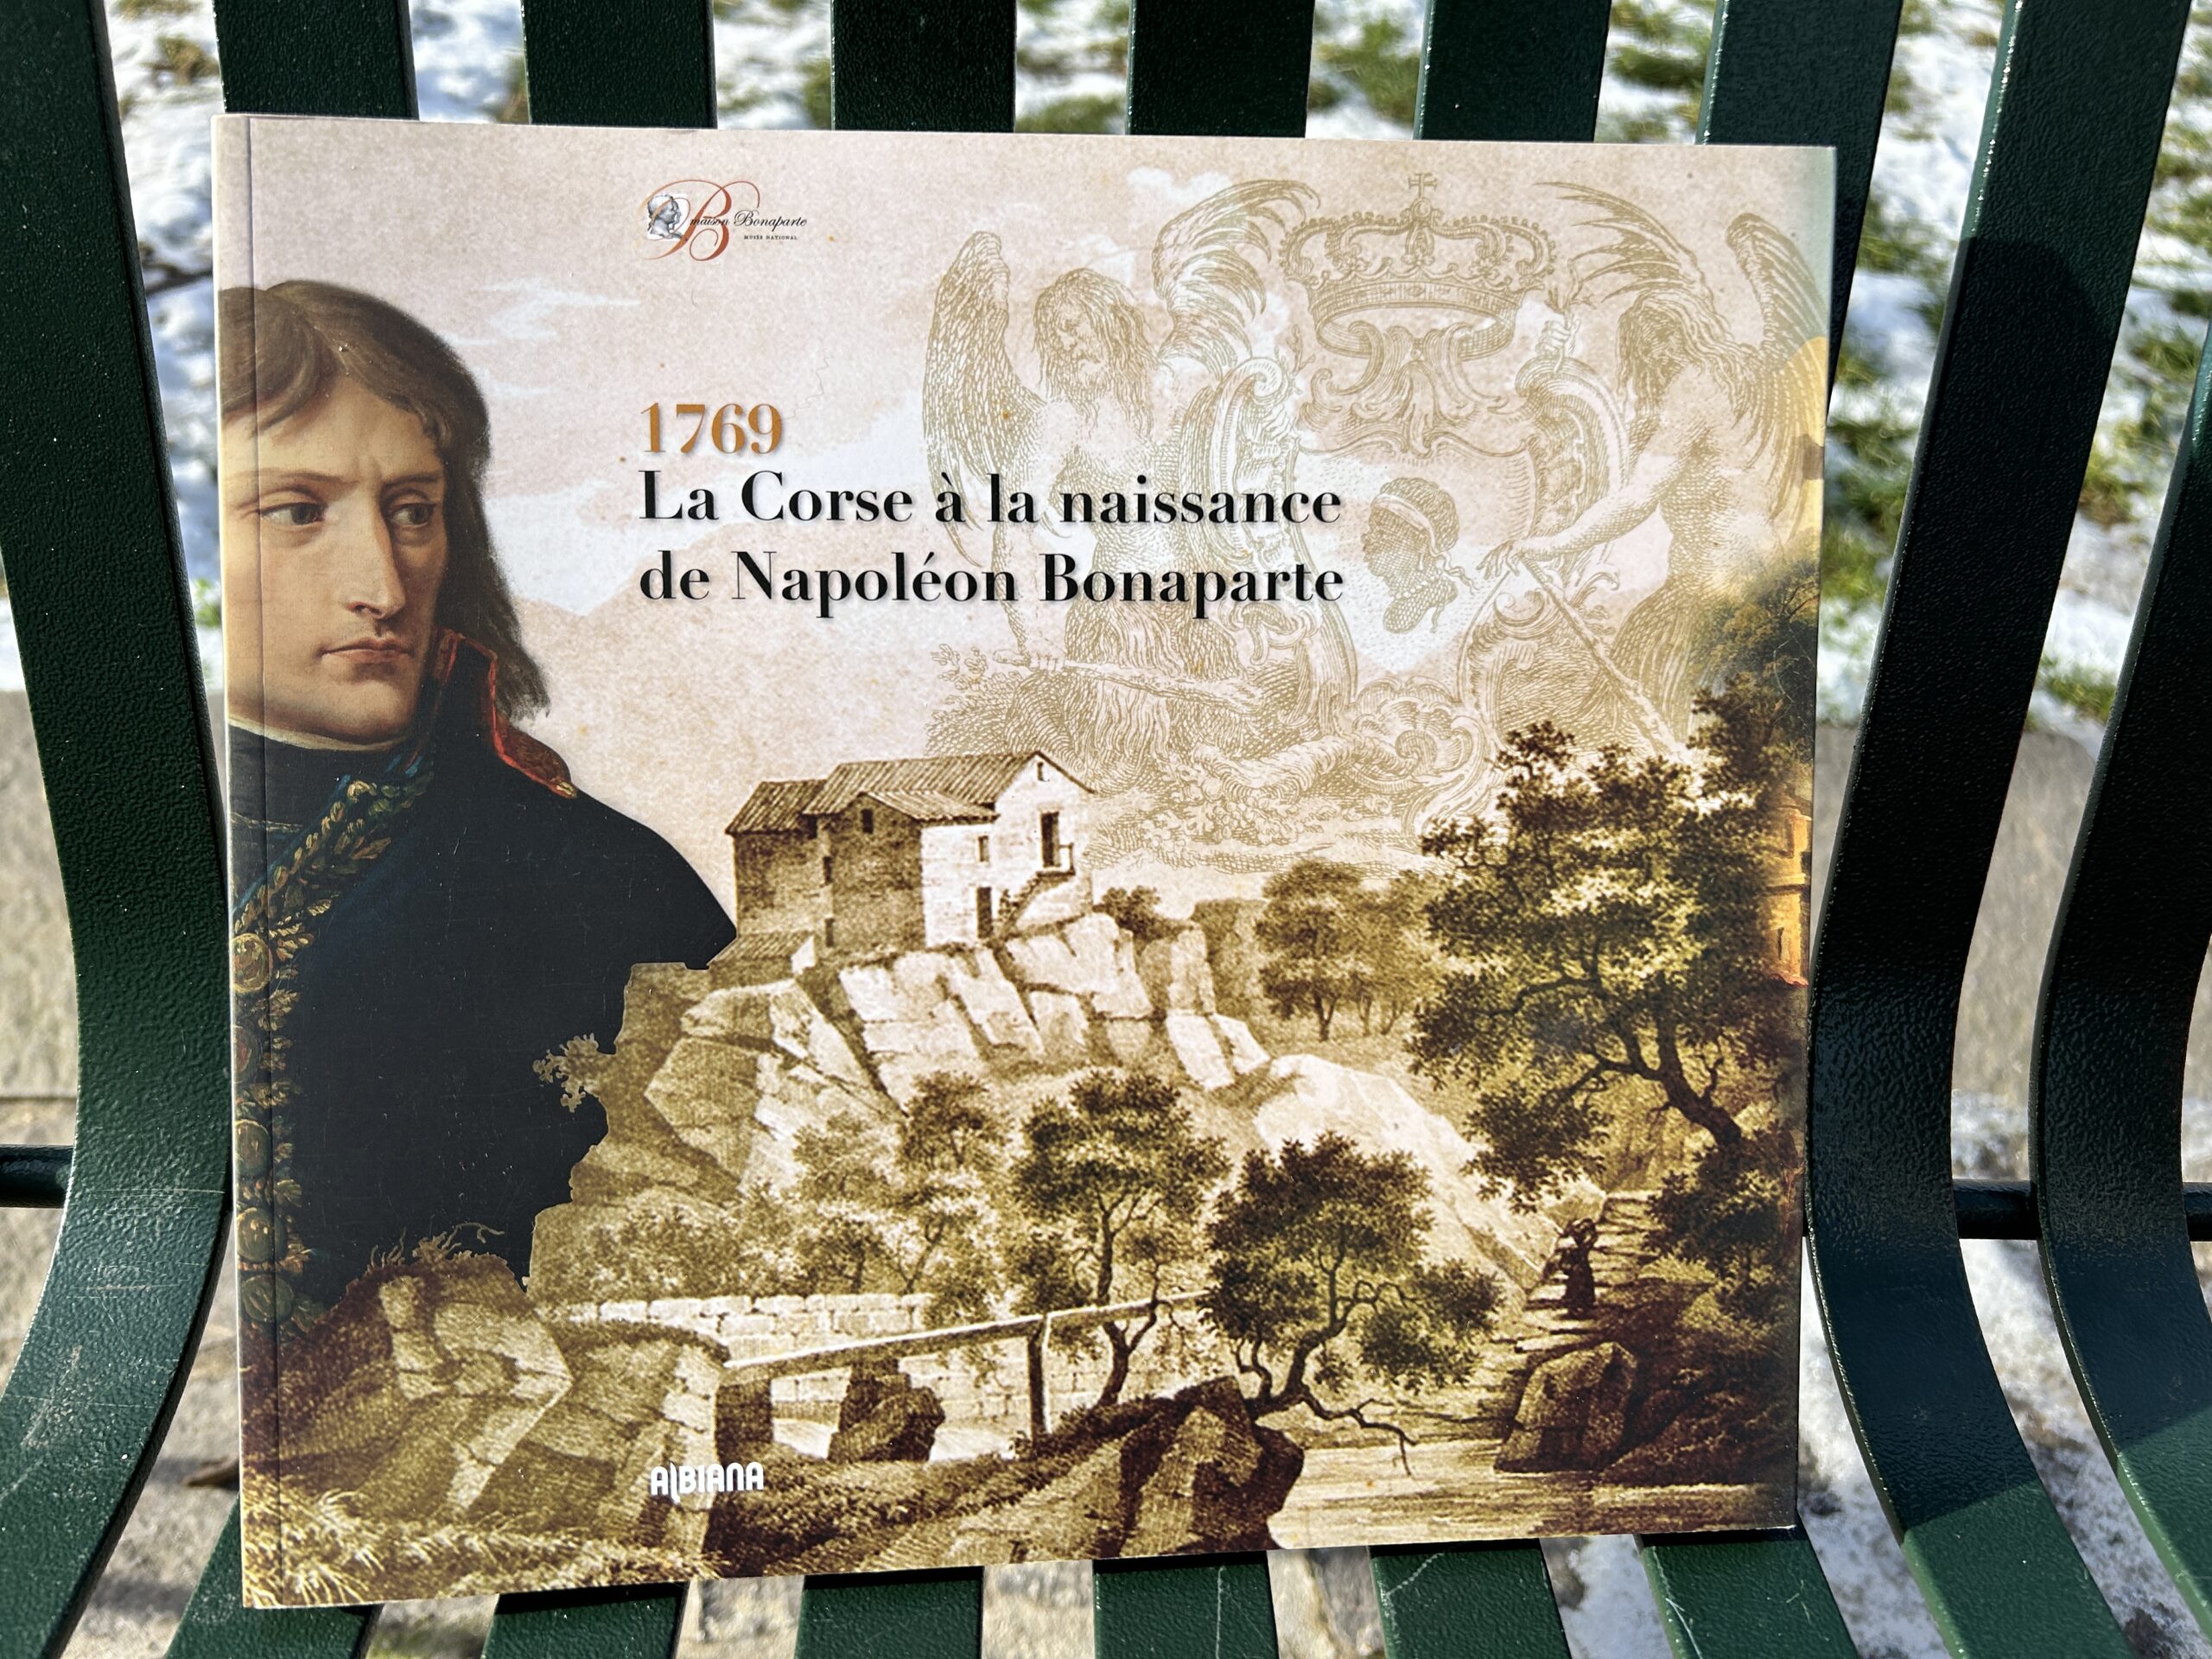 maison Bonaparte
MUSÉE NATIONAL
1769
La Corse à la naissance
de Napoléon Bonaparte
ALBIANA